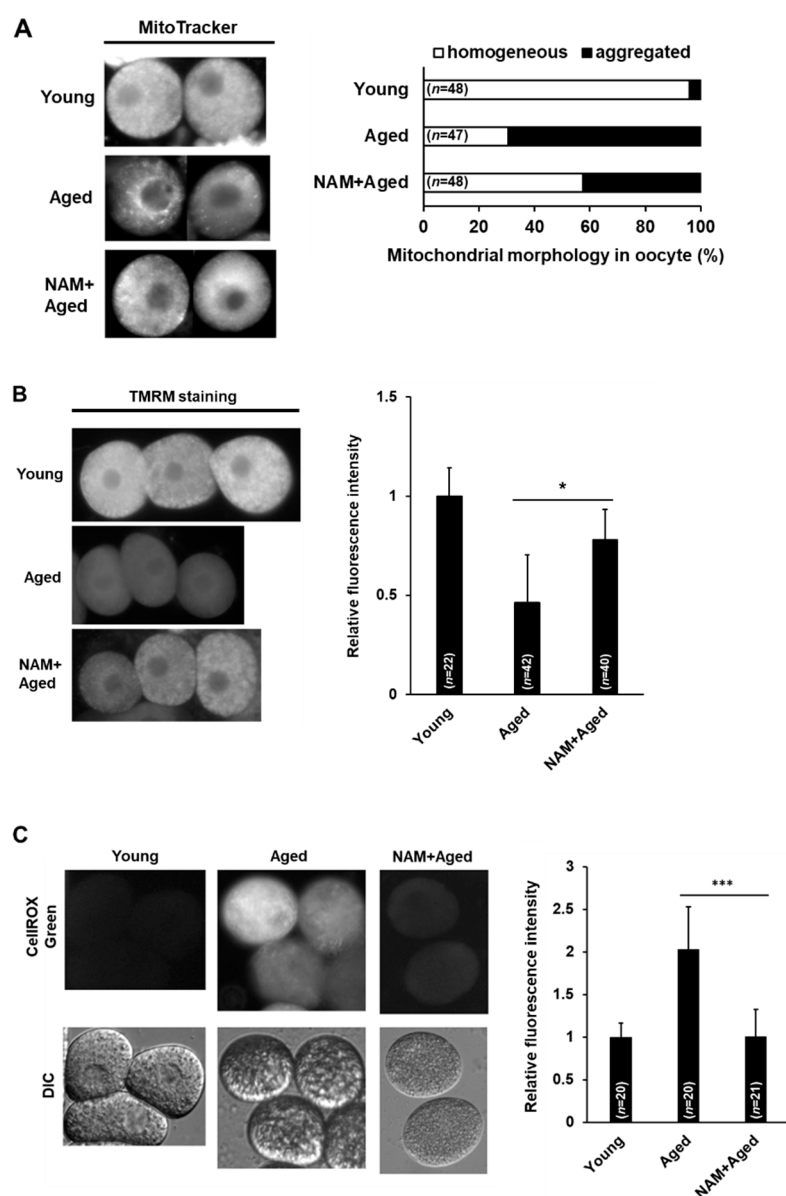 A
MitoTracker
Young
Aged
NAM+
Aged
homogeneous aggregated
Young
(n=48)
Aged
(n=47)
NAM+Aged
(n=48)
0 20 40 60 80 100
Mitochondrial morphology in oocyte (%)
B
TMRM staining
Young
Aged
NAM+
Aged
Relative fluorescence intensity
1.5
1
0.5
0
*
(n=22)
(n=42)
(n=40)
Young
Aged
NAM+Aged
C
Young Aged NAM+Aged
CellROX
Green
DIC
Relative fluorescence intensity
3
2.5
2
1.5
1
0.5
0
***
(n=20)
(n=20)
(n=21)
Young
Aged
NAM+Aged